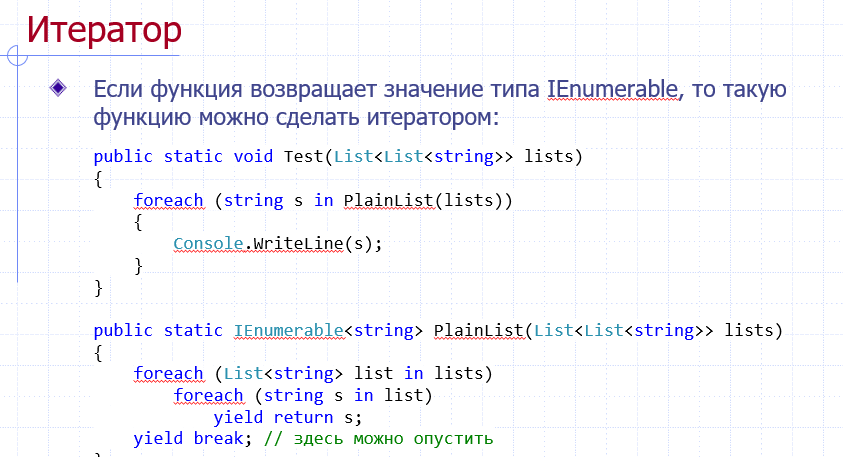 Итератор
Если функция возвращает значение типа IEnumerable, то такую
функцию можно сделать итератором:
public static void Test(List<List<string>> lists)
{
    foreach (string s in PlainList(lists))
    {
        Console.WriteLine(s);
    }
}
public static IEnumerable<string> PlainList(List<List<string>> lists)
{
    foreach (List<string> list in lists)
        foreach (string s in list)
            yield return s;
    yield break; // здесь можно опустить
}